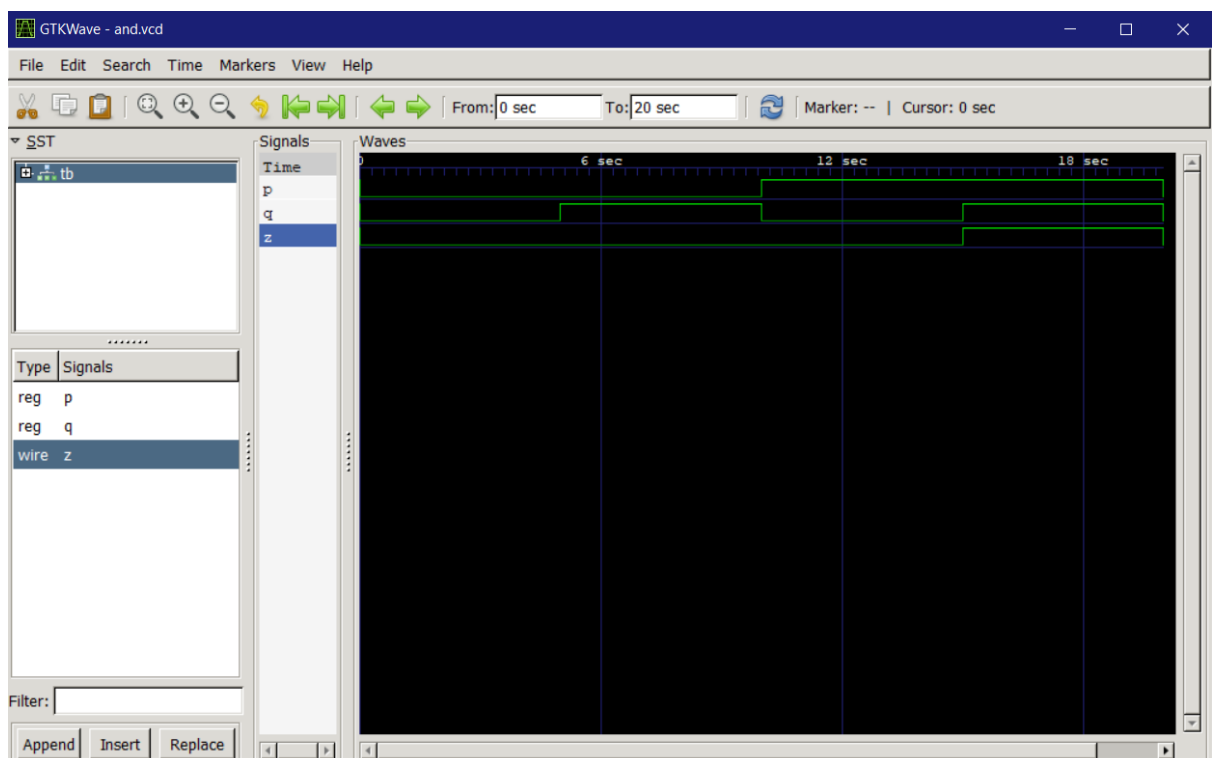 GTKWave - and.vcd
File Edit Search Time Markers View Help
From: 0 sec To: 20 sec Marker: -- | Cursor: 0 sec
SST
tb
Type Signals
reg p
reg q
wire z
Filter:
Append Insert Replace
Signals
Time
p
q
z
Waves
0 6 sec 12 sec 18 sec